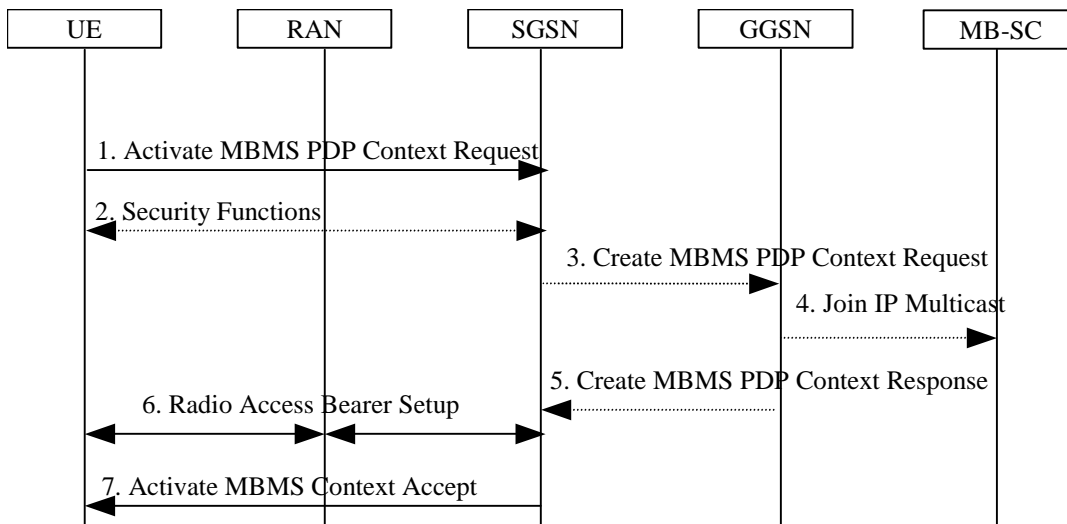 UE RAN SGSN GGSN MB-SC
1. Activate MBMS PDP Context Request
2. Security Functions
3. Create MBMS PDP Context Request
4. Join IP Multicast
5. Create MBMS PDP Context Response
6. Radio Access Bearer Setup
7. Activate MBMS Context Accept